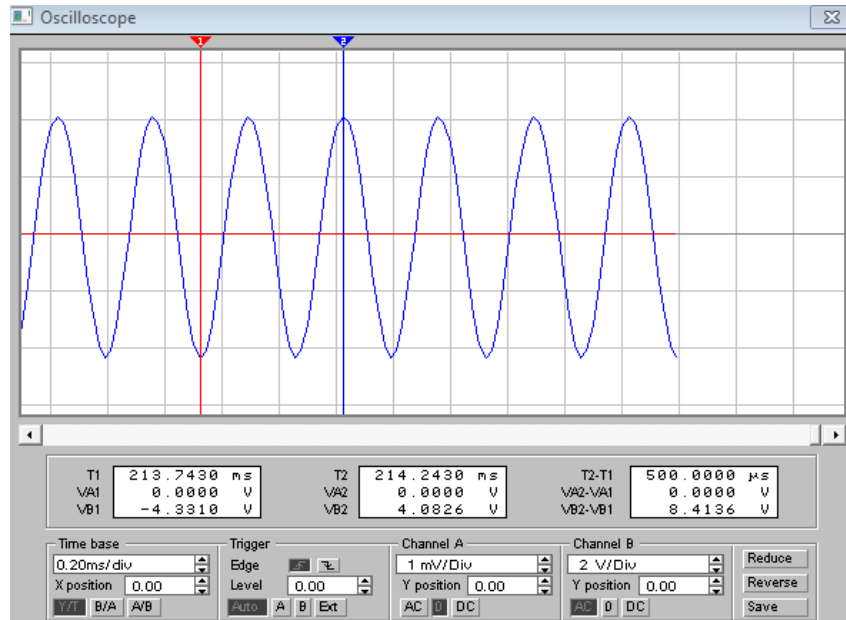 Oscilloscope
1 2
T1 213.7430 ms T2 214.2430 ms T2-T1 500.0000 µs
VA1 0.0000 V VA2 0.0000 V VA2-VA1 0.0000 V
VB1 -4.3310 V VB2 4.0826 V VB2-VB1 8.4136 V
Time base Trigger Channel A Channel B
0.20ms/div Edge 1 mV/Div 2 V/Div Reduce
X position 0.00 Level 0.00 Y position 0.00 Y position 0.00 Reverse
Y/T B/A A/B Auto A B Ext AC 0 DC AC 0 DC Save